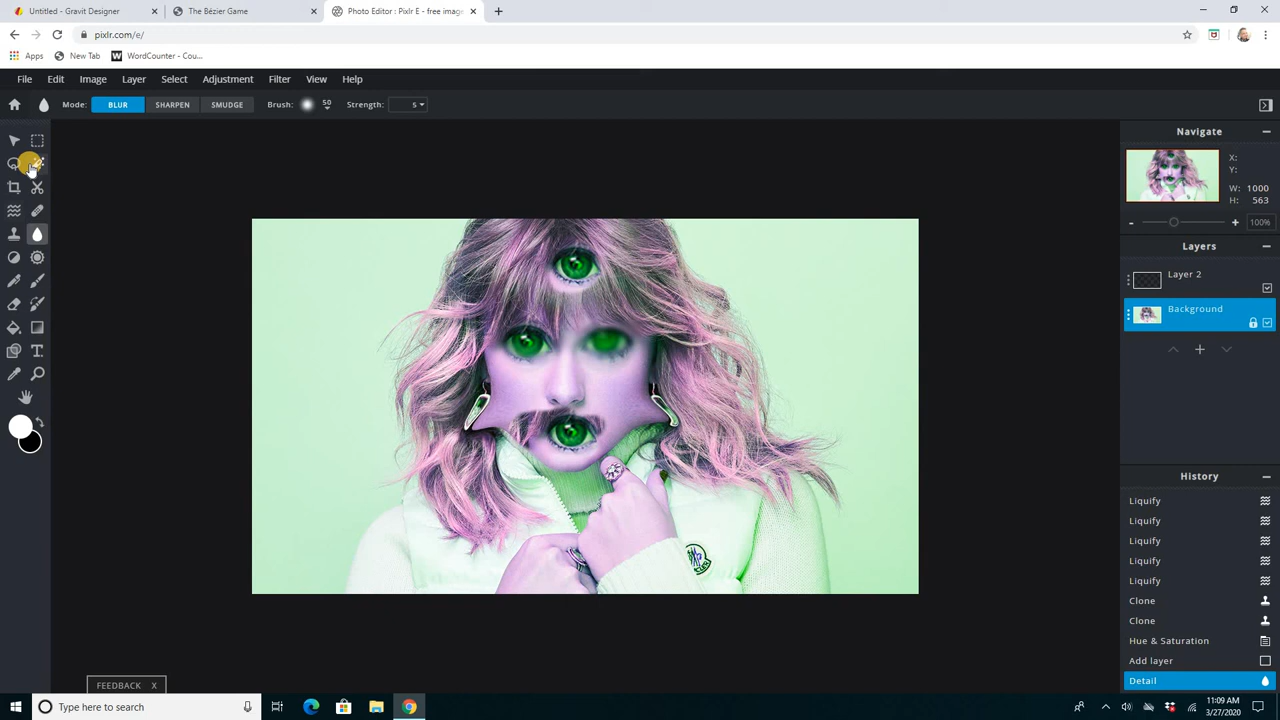 Untitled - Gravit Designer
The Bézier Game
Photo Editor : Pixlr E - free image
pixlr.com/e/
Apps
New Tab
WordCounter - Cou...
File
Edit
Image
Layer
Select
Adjustment
Filter
View
Help
Mode:
BLUR
SHARPEN
SMUDGE
Brush:
50
Strength:
5
Navigate
X:
Y:
W: 1000
H: 563
100%
Layers
Layer 2
Background
History
Liquify
Liquify
Liquify
Liquify
Liquify
Clone
Clone
Hue & Saturation
Add layer
Detail
FEEDBACK X
Type here to search
11:09 AM
3/27/2020